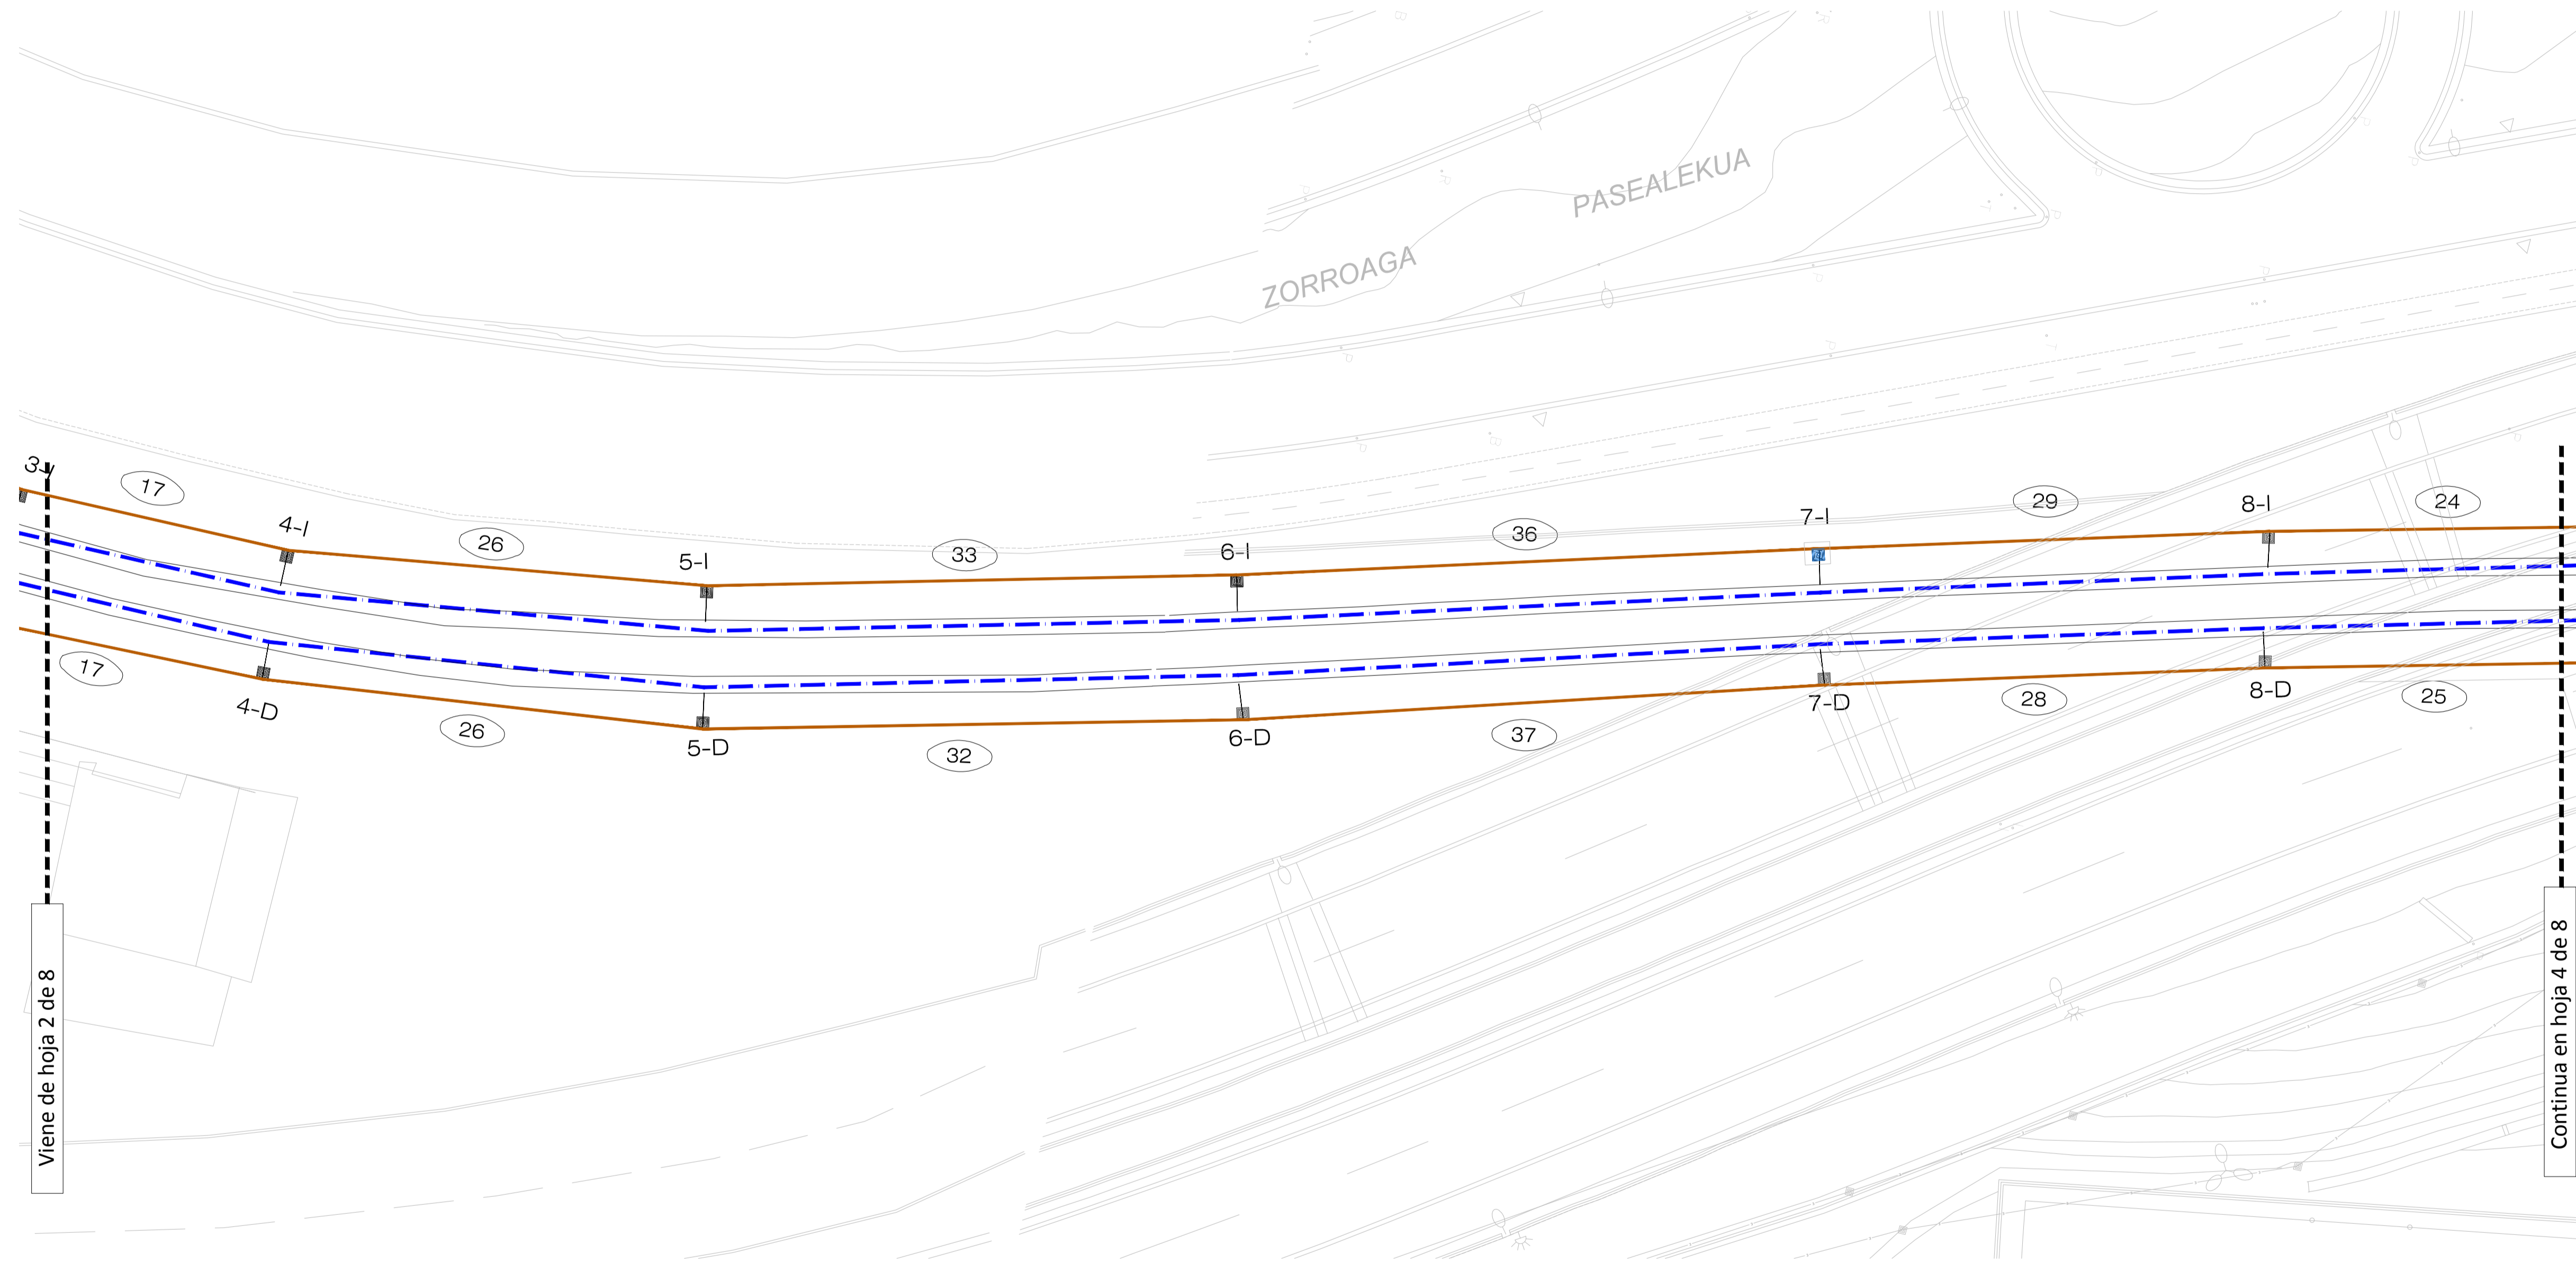 PASEALEKUA
ZORROAGA
3-I
17
4-I
26
5-I
33
6-I
36
7-I
29
8-I
24
17
4-D
26
5-D
32
6-D
37
7-D
28
8-D
25
Viene de hoja 2 de 8
Continua en hoja 4 de 8